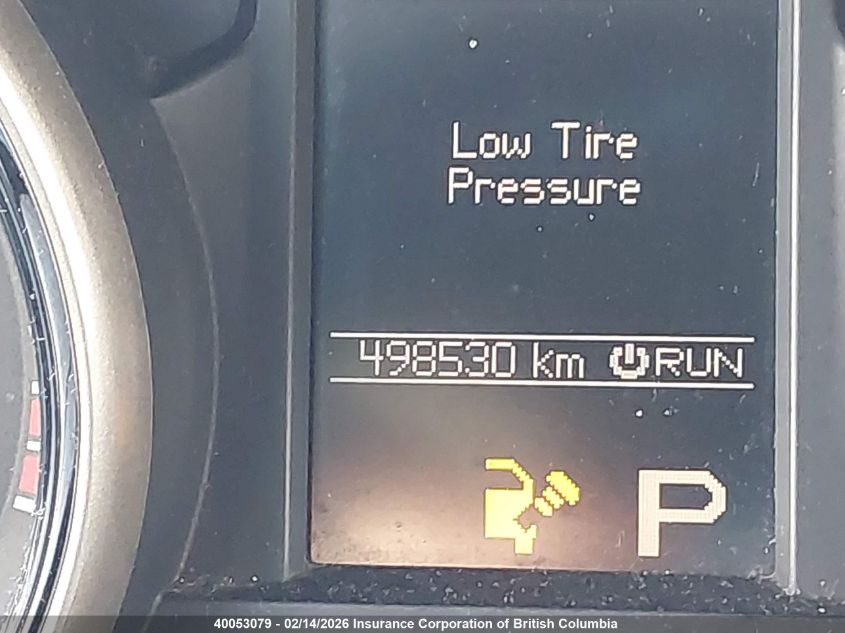 Low Tire
Pressure
498530 km RUN
P
40053079 - 02/14/2026 Insurance Corporation of British Columbia